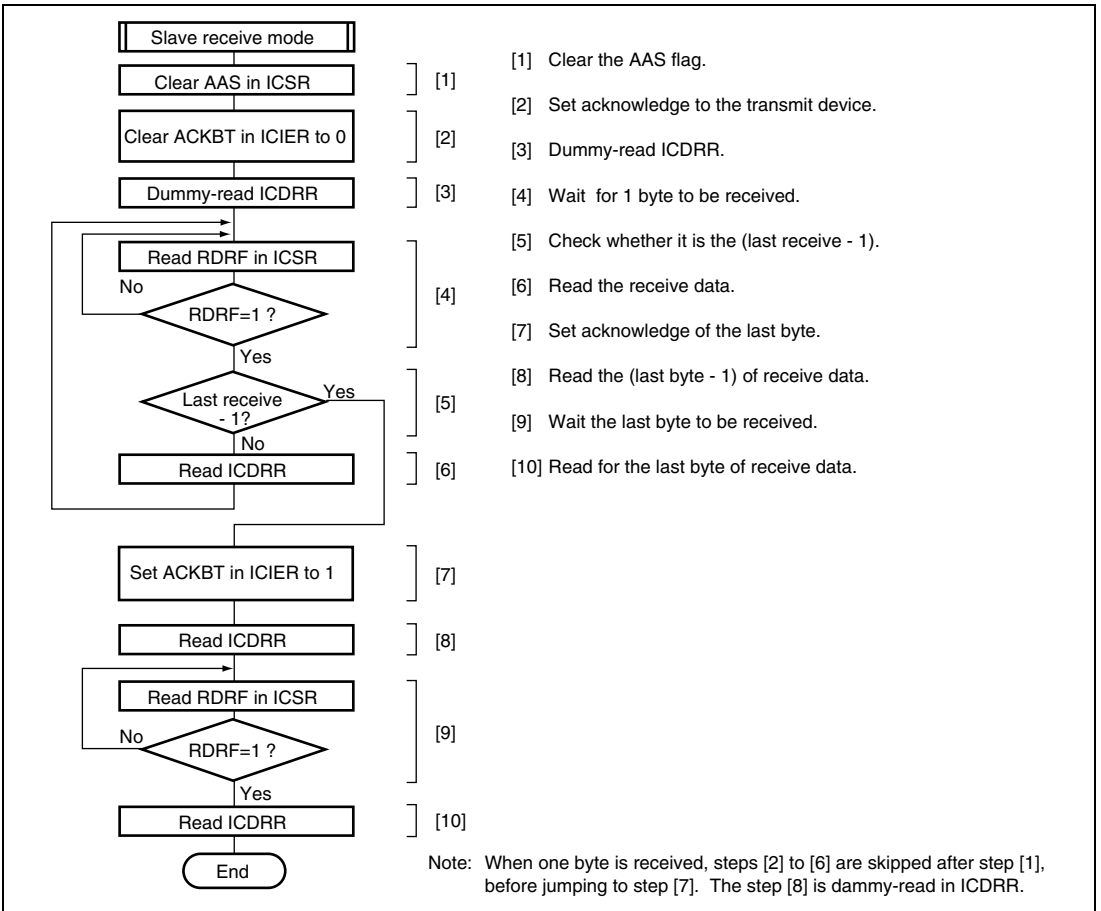 Slave receive mode
Clear AAS in ICSR
[1]
Clear ACKBT in ICIER to 0
[2]
Dummy-read ICDRR
[3]
Read RDRF in ICSR
No
RDRF=1 ?
[4]
Yes
Last receive
- 1?
Yes
[5]
No
Read ICDRR
[6]
Set ACKBT in ICIER to 1
[7]
Read ICDRR
[8]
Read RDRF in ICSR
No
RDRF=1 ?
[9]
Yes
Read ICDRR
[10]
End
[1] Clear the AAS flag.
[2] Set acknowledge to the transmit device.
[3] Dummy-read ICDRR.
[4] Wait for 1 byte to be received.
[5] Check whether it is the (last receive - 1).
[6] Read the receive data.
[7] Set acknowledge of the last byte.
[8] Read the (last byte - 1) of receive data.
[9] Wait the last byte to be received.
[10] Read for the last byte of receive data.
Note: When one byte is received, steps [2] to [6] are skipped after step [1],
before jumping to step [7]. The step [8] is dammy-read in ICDRR.